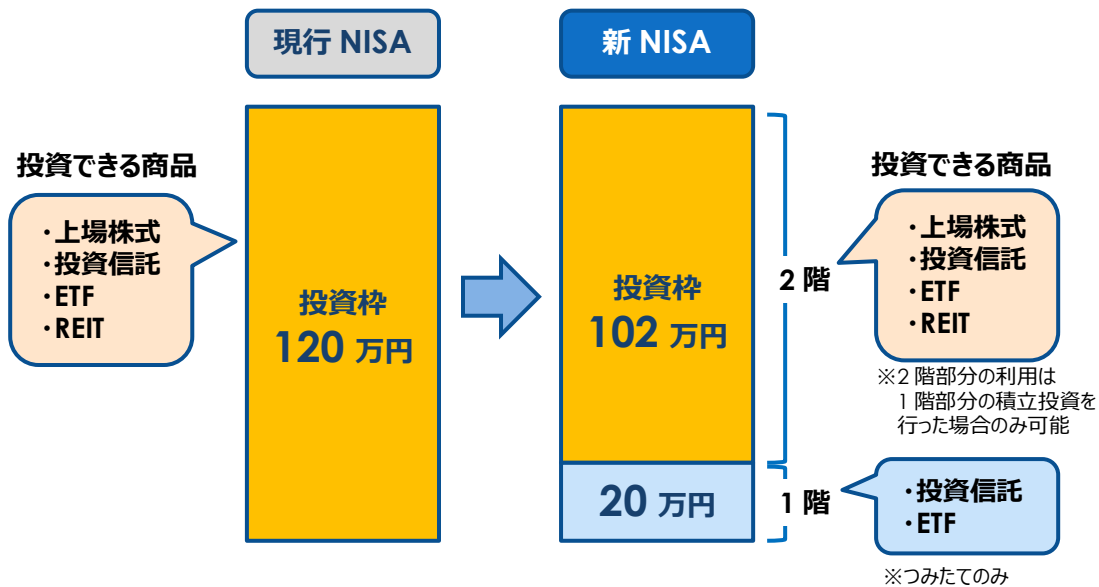 現行 NISA
新 NISA
投資できる商品
・上場株式
・投資信託
・ETF
・REIT
投資枠
120 万円
投資枠
102 万円
2 階
投資できる商品
・上場株式
・投資信託
・ETF
・REIT
※2 階部分の利用は
1 階部分の積立投資を
行った場合のみ可能
20 万円
1 階
・投資信託
・ETF
※つみたてのみ